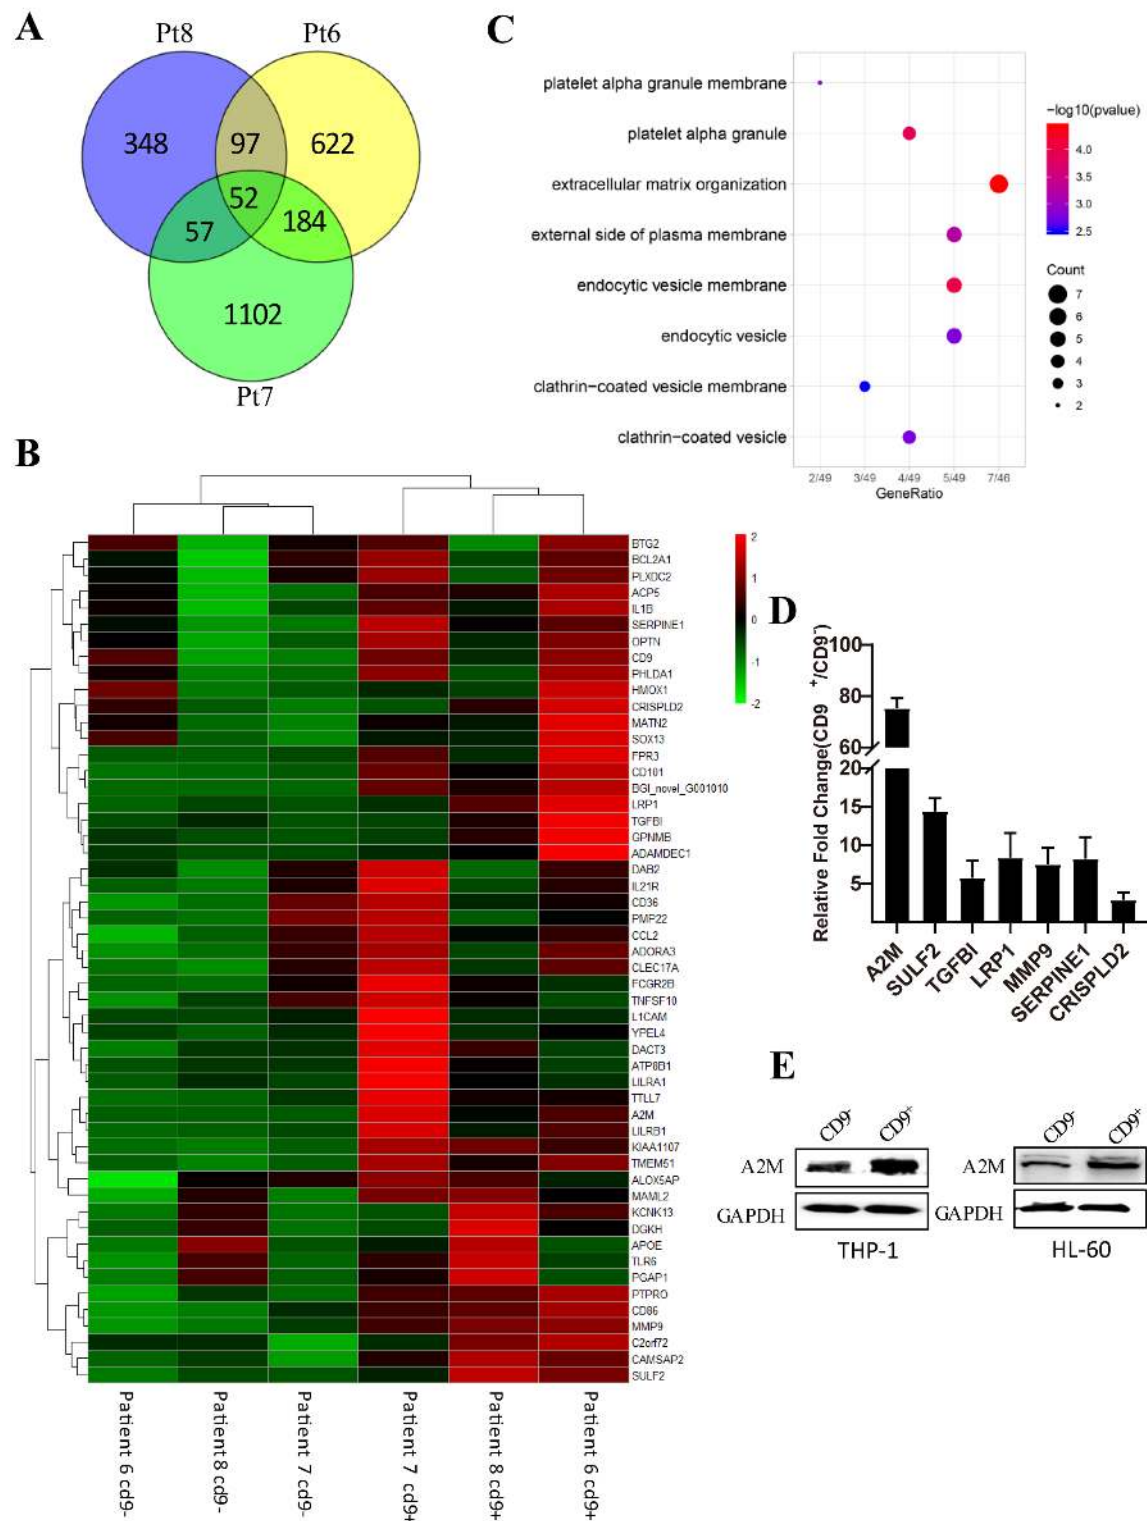 A
Pt8
Pt6
348
97
622
52
57
184
1102
Pt7
C
platelet alpha granule membrane
platelet alpha granule
extracellular matrix organization
external side of plasma membrane
endocytic vesicle membrane
endocytic vesicle
clathrin−coated vesicle membrane
clathrin−coated vesicle
2/49 3/49 4/49 5/49 7/46
GeneRatio
−log10(pvalue)
4.0
3.5
3.0
2.5
Count
7
6
5
4
3
2
B
BTG2
BCL2A1
PLXDC2
ACP5
IL1B
SERPINE1
OPTN
CD9
PHLDA1
HMOX1
CRISPLD2
MATN2
SOX13
FPR3
CD101
BGI_novel_G001010
LRP1
TGFBI
GPNMB
ADAMDEC1
DAB2
IL21R
CD36
PMP22
CCL2
ADORA3
CLEC17A
FCGR2B
TNFSF10
L1CAM
YPEL4
DACT3
ATP8B1
LILRA1
TTLL7
A2M
LILRB1
KIAA1107
TMEM51
ALOX5AP
MAML2
KCNK13
DGKH
APOE
TLR6
PGAP1
PTPRO
CD86
MMP9
C2orf72
CAMSAP2
SULF2
2
1
0
-1
-2
Patient 6 cd9-
Patient 8 cd9-
Patient 7 cd9-
Patient 7 cd9+
Patient 8 cd9+
Patient 6 cd9+
D
Relative Fold Change(CD9+/CD9-)
100
80
60
20
15
10
5
A2M
SULF2
TGFBI
LRP1
MMP9
SERPINE1
CRISPLD2
E
CD9- CD9+
A2M
GAPDH
THP-1
CD9- CD9+
A2M
GAPDH
HL-60